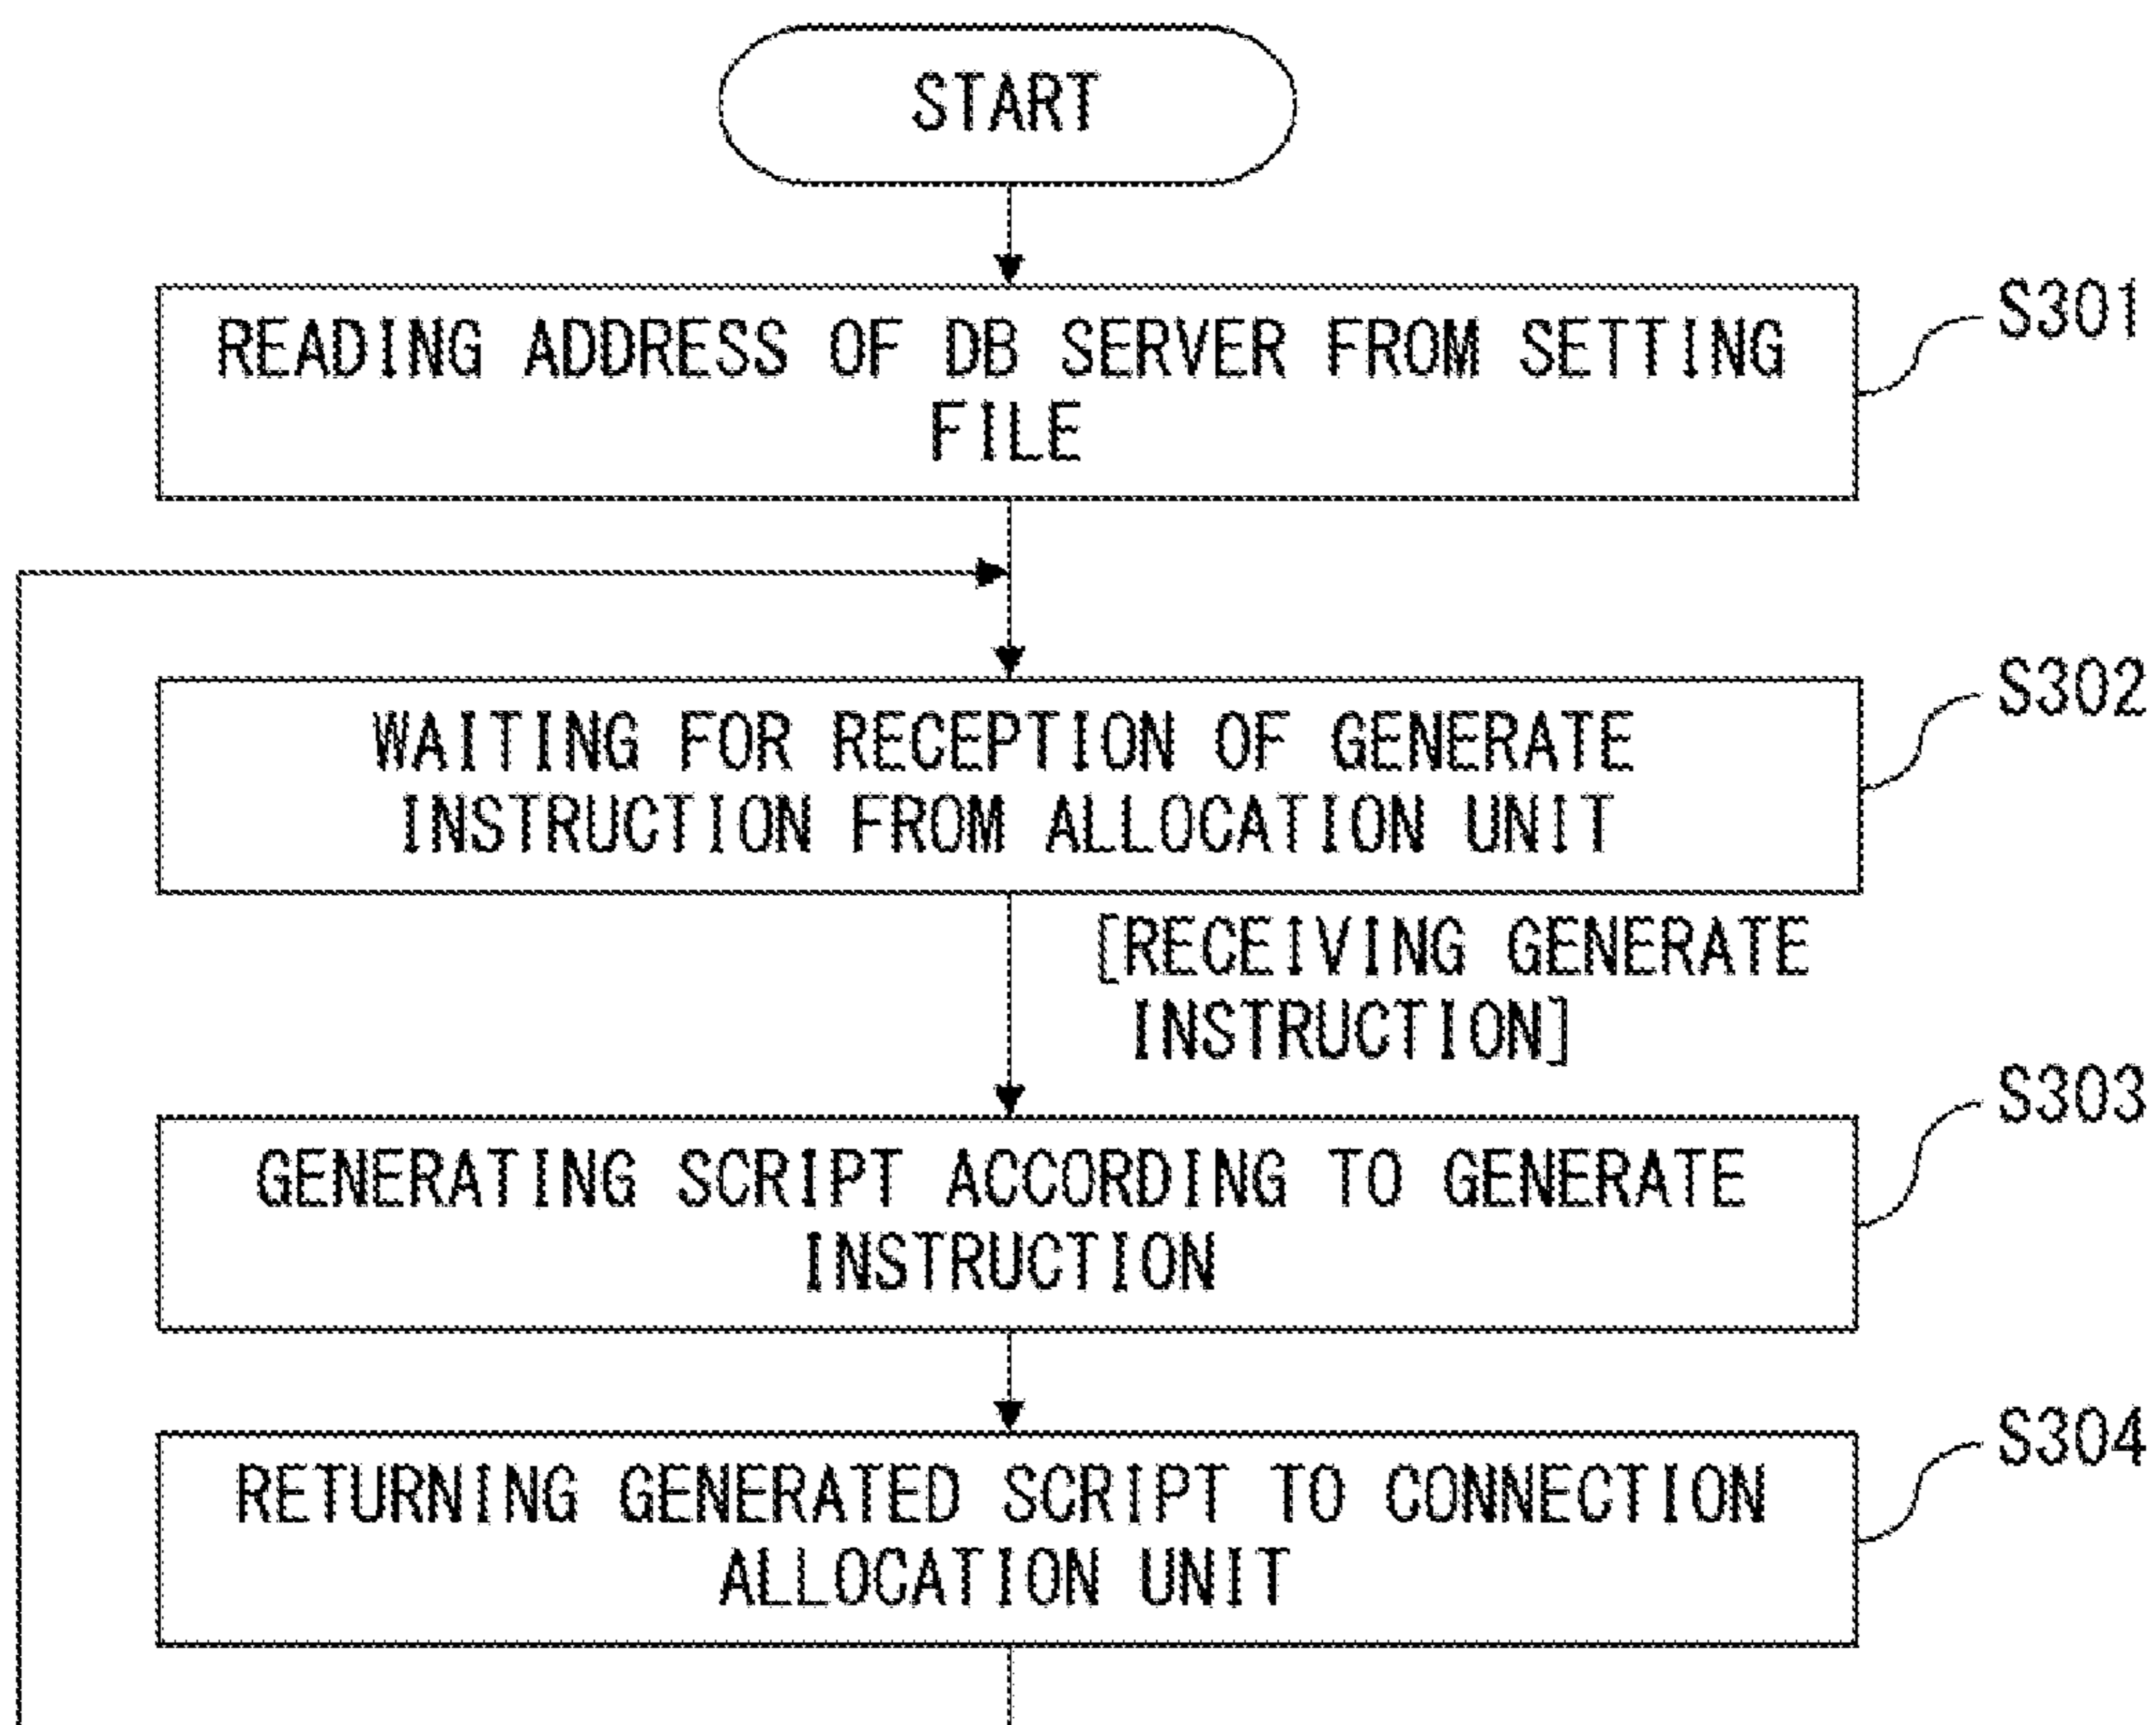 START
READING ADDRESS OF DB SERVER FROM SETTING
FILE
S301
WAITING FOR RECEPTION OF GENERATE
INSTRUCTION FROM ALLOCATION UNIT
S302
[RECEIVING GENERATE
INSTRUCTION]
GENERATING SCRIPT ACCORDING TO GENERATE
INSTRUCTION
S303
RETURNING GENERATED SCRIPT TO CONNECTION
ALLOCATION UNIT
S304